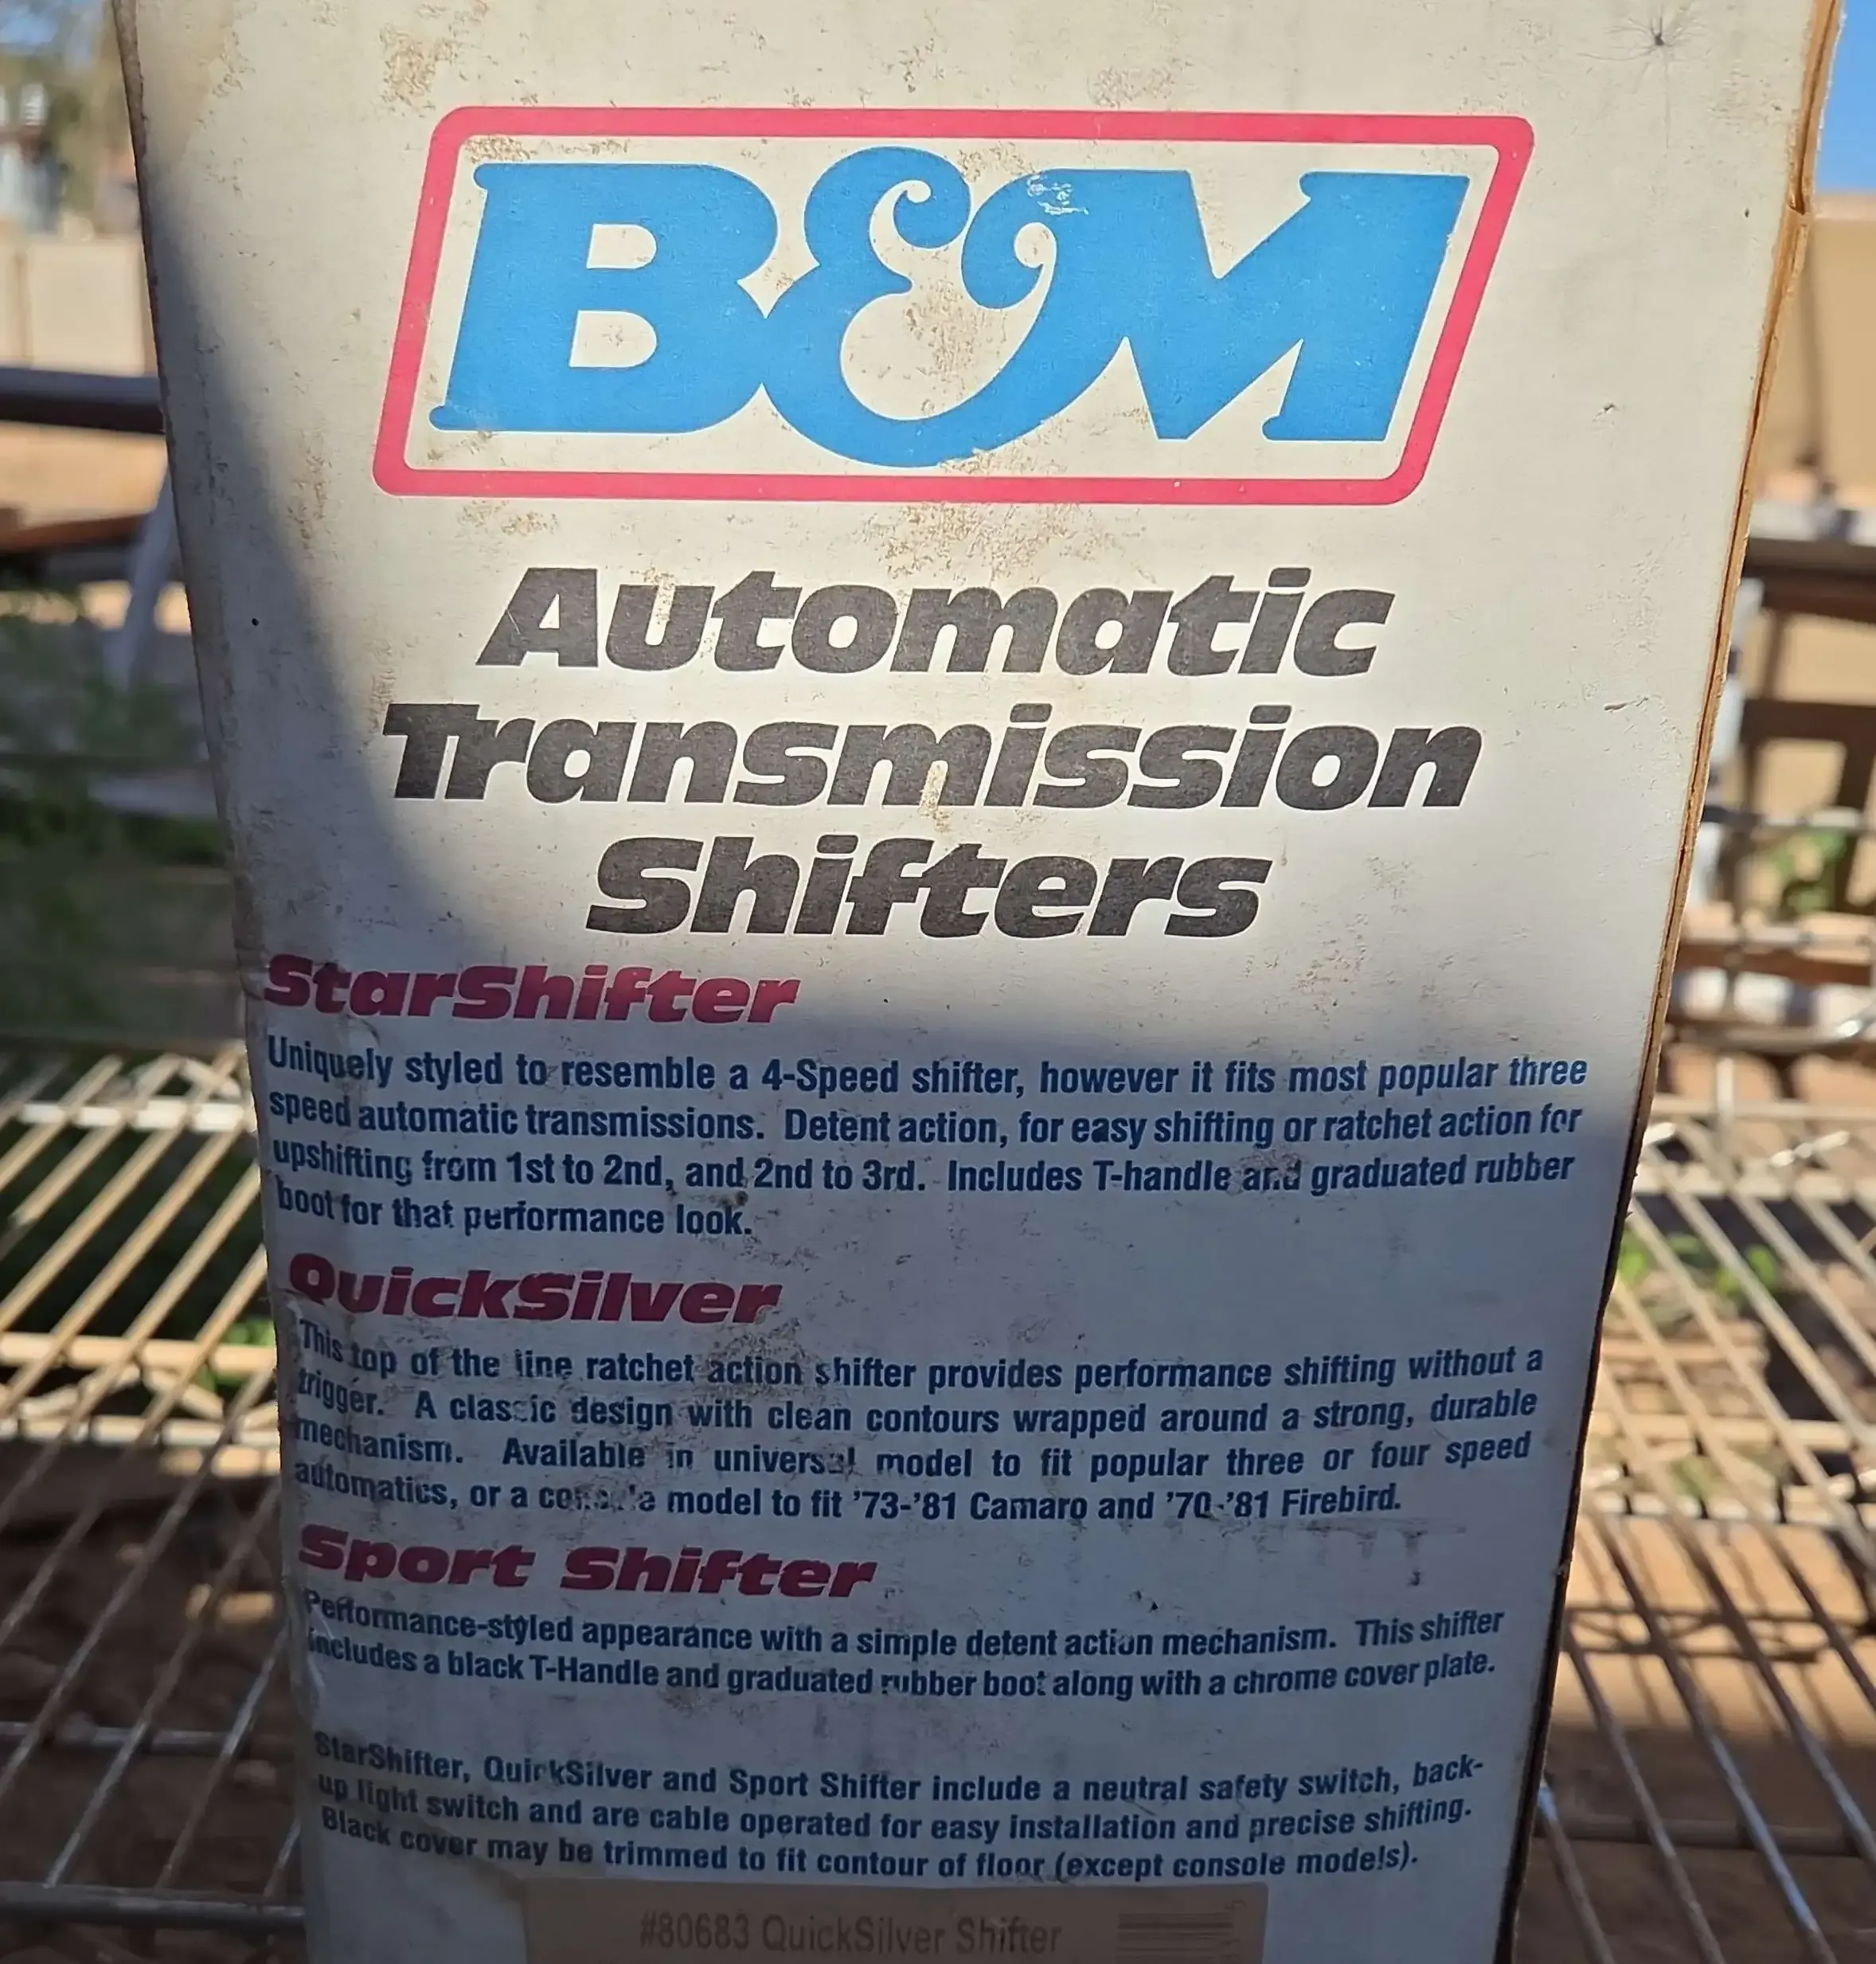 B&M
Automatic
Transmission
Shifters
StarShifter
Uniquely styled to resemble a 4-Speed shifter, however it fits most popular three
speed automatic transmissions. Detent action, for easy shifting or ratchet action for
upshifting from 1st to 2nd, and 2nd to 3rd. Includes T-handle and graduated rubber
boot for that performance look.
QuickSilver
This top of the line ratchet action shifter provides performance shifting without a
trigger. A classic design with clean contours wrapped around a strong, durable
mechanism. Available in universal model to fit popular three or four speed
automatics, or a console model to fit '73-'81 Camaro and '70-'81 Firebird.
Sport Shifter
Performance-styled appearance with a simple detent action mechanism. This shifter
includes a black T-Handle and graduated rubber boot along with a chrome cover plate.
StarShifter, QuickSilver and Sport Shifter include a neutral safety switch, back-
up light switch and are cable operated for easy installation and precise shifting.
Black cover may be trimmed to fit contour of floor (except console models).
#80683 QuickSilver Shifter